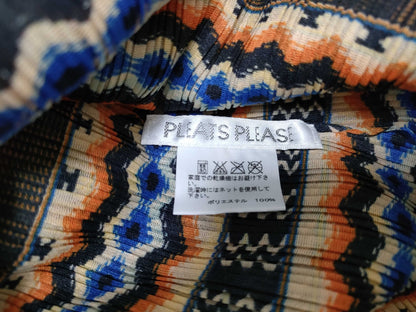 PLEATS PLEASE
家庭での乾燥機はお避け下
さい。
洗濯時にはネットを使用して
下さい。
ポリエステル 100%